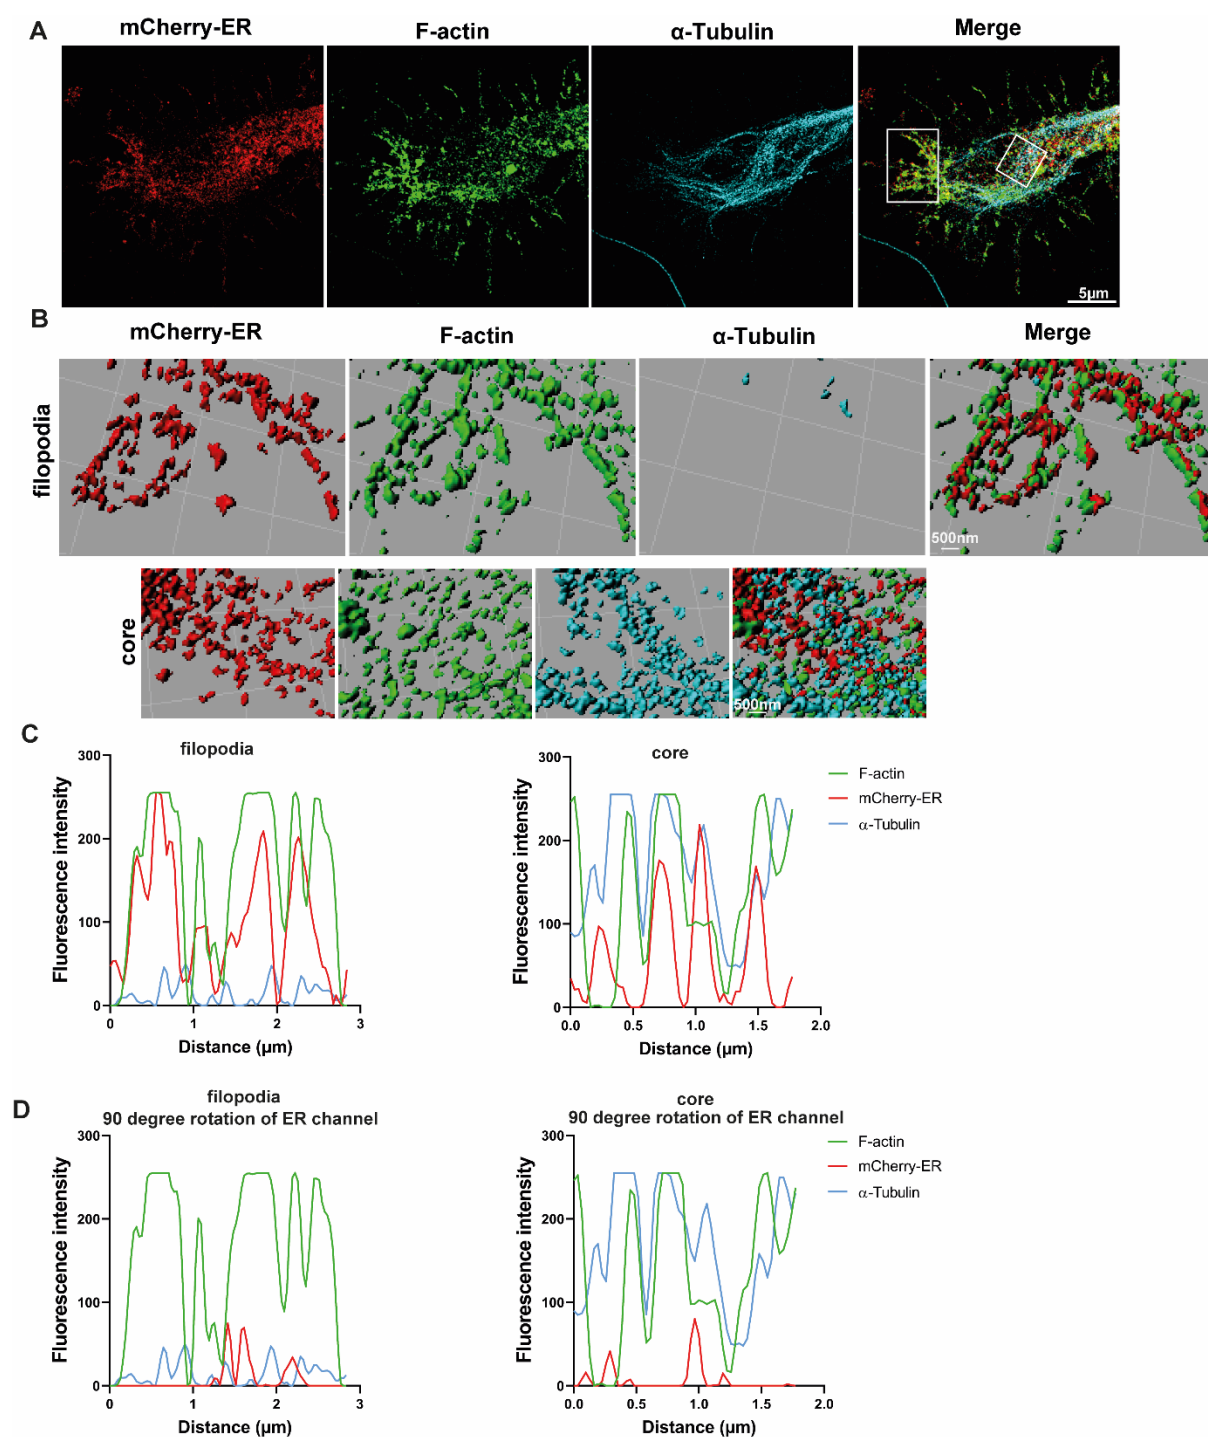 A
mCherry-ER
F-actin
α-Tubulin
Merge
5µm
B
mCherry-ER
F-actin
α-Tubulin
Merge
filopodia
500nm
core
500nm
C
filopodia
Fluorescence intensity
300
200
100
0
0
1
2
3
Distance (µm)
core
Fluorescence intensity
300
200
100
0
0.0
0.5
1.0
1.5
2.0
Distance (µm)
F-actin
mCherry-ER
α-Tubulin
D
filopodia
90 degree rotation of ER channel
Fluorescence intensity
300
200
100
0
0
1
2
3
Distance (µm)
core
90 degree rotation of ER channel
Fluorescence intensity
300
200
100
0
0.0
0.5
1.0
1.5
2.0
Distance (µm)
F-actin
mCherry-ER
α-Tubulin